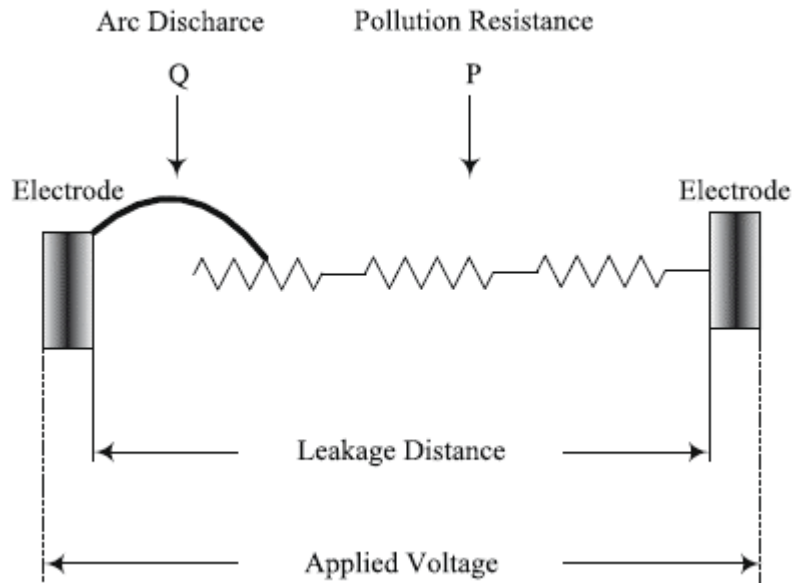 Arc Discharce
Pollution Resistance
Q
P
Electrode
Electrode
Leakage Distance
Applied Voltage